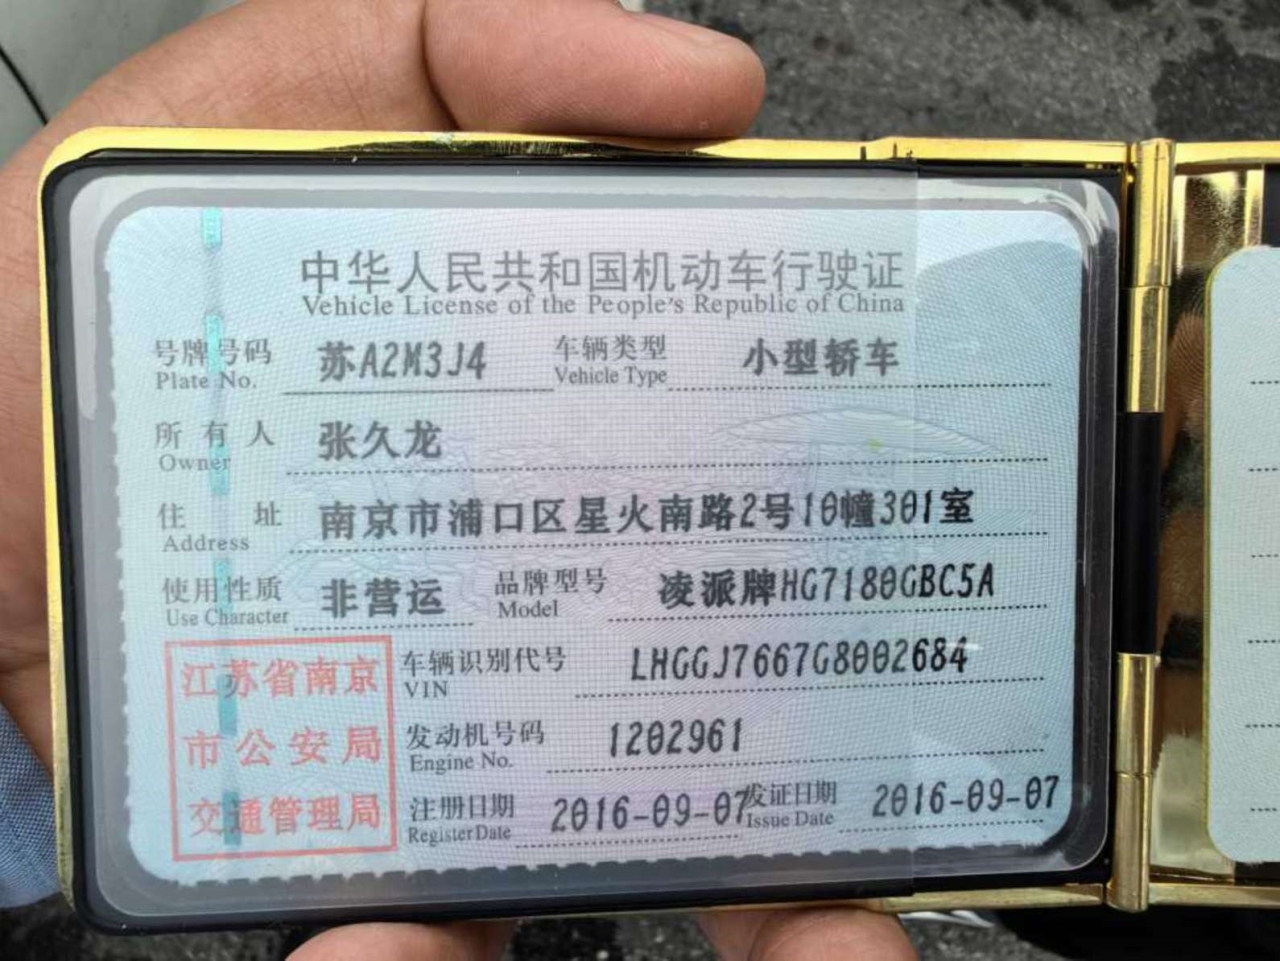 中华人民共和国机动车行驶证
Vehicle License of the People's Republic of China
号牌号码 苏A2M3J4 车辆类型 小型轿车
Plate No. Vehicle Type
所有人 张久龙
Owner
住址 南京市浦口区星火南路2号10幢301室
Address
使用性质 非营运 品牌型号 凌派牌HG7180GBC5A
Use Character Model
江苏省南京
市公安局
交通管理局
车辆识别代号 LHGGJ7667G8002684
VIN
发动机号码 1202961
Engine No.
注册日期 2016-09-07 发证日期 2016-09-07
Register Date Issue Date